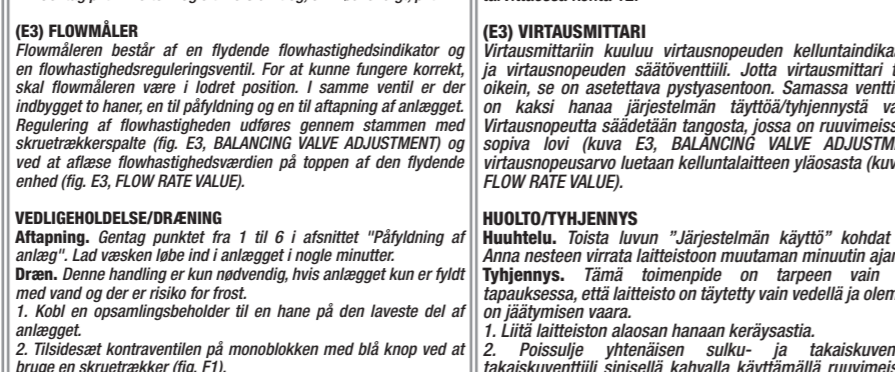 (E3) FLOWMÅLER
Flowmåleren består af en flydende flowhastighedsindikator og
en flowhastighedsreguleringsventil. For at kunne fungere korrekt,
skal flowmåleren være i lodret position. I samme ventil er der
indbygget to haner, en til påfyldning og en til aftapning af anlægget.
Regulering af flowhastigheden udføres gennem stammen med
skruetrækkerspalte (fig. E3, BALANCING VALVE ADJUSTMENT) og
ved at aflæse flowhastighedsværdien på toppen af den flydende
enhed (fig. E3, FLOW RATE VALUE).
VEDLIGEHOLDELSE/DRÆNING
Aftapning. Gentag punktet fra 1 til 6 i afsnittet "Påfyldning af
anlæg". Lad væsken løbe ind i anlægget i nogle minutter.
Dræn. Denne handling er kun nødvendig, hvis anlægget kun er fyldt
med vand og der er risiko for frost.
1. Kobl en opsamlingsbeholder til en hane på den laveste del af
anlægget.
2. Tilsidesæt kontraventilen på monoblokken med blå knop ved at
bruge en skruetrækker (fig. F1).
(E3) VIRTAUSMITTARI
Virtausmittariin kuuluu virtausnopeuden
ja virtausnopeuden säätöventtiili. Jotta virtausmittari
oikein, se on asetettava pystyasentoon. Samassa
on kaksi hanaa järjestelmän täyttöä/tyhjennystä
Virtausnopeutta säädetään tangosta, jossa on
sopiva lovi (kuva E3, BALANCING VALVE
virtausnopeusarvo luetaan kelluntalaitteen yläosasta
FLOW RATE VALUE).
HUOLTO/TYHJENNYS
Huuhtelu. Toista luvun ”Järjestelmän käyttö” kohdat
Anna nesteen virrata laitteistoon muutaman minuutin
Tyhjennys. Tämä toimenpide on tarpeen vain
tapauksessa, että laitteisto on täytetty vain vedellä ja
on jäätymisen vaara.
1. Liitä laitteiston alaosan hanaan keräysastia.
2. Poissulje yhtenäisen sulku- ja
takaiskuventtiili sinisellä kahvalla käyttämällä